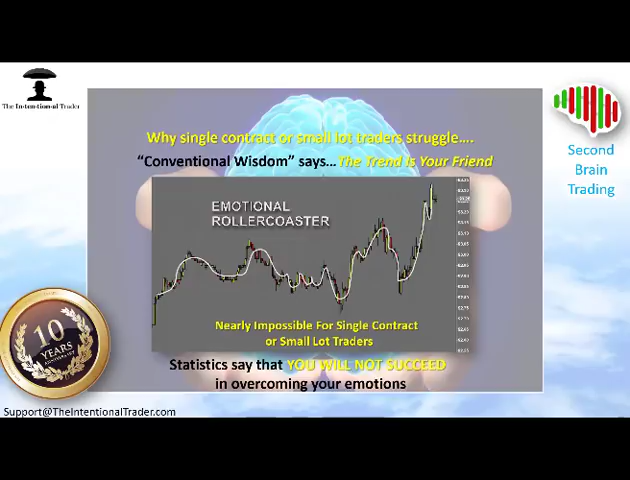 The Intentional Trader
Why single contract or small lot traders struggle....
"Conventional Wisdom" says...The Trend is Your Friend
Second
Brain
Trading
EMOTIONAL
ROLLERCOASTER
Nearly Impossible For Single Contract
or Small Lot Traders
10
YEARS
ANNIVERSARY
Statistics say that YOU WILL NOT SUCCEED
in overcoming your emotions
Support@TheIntentionalTrader.com